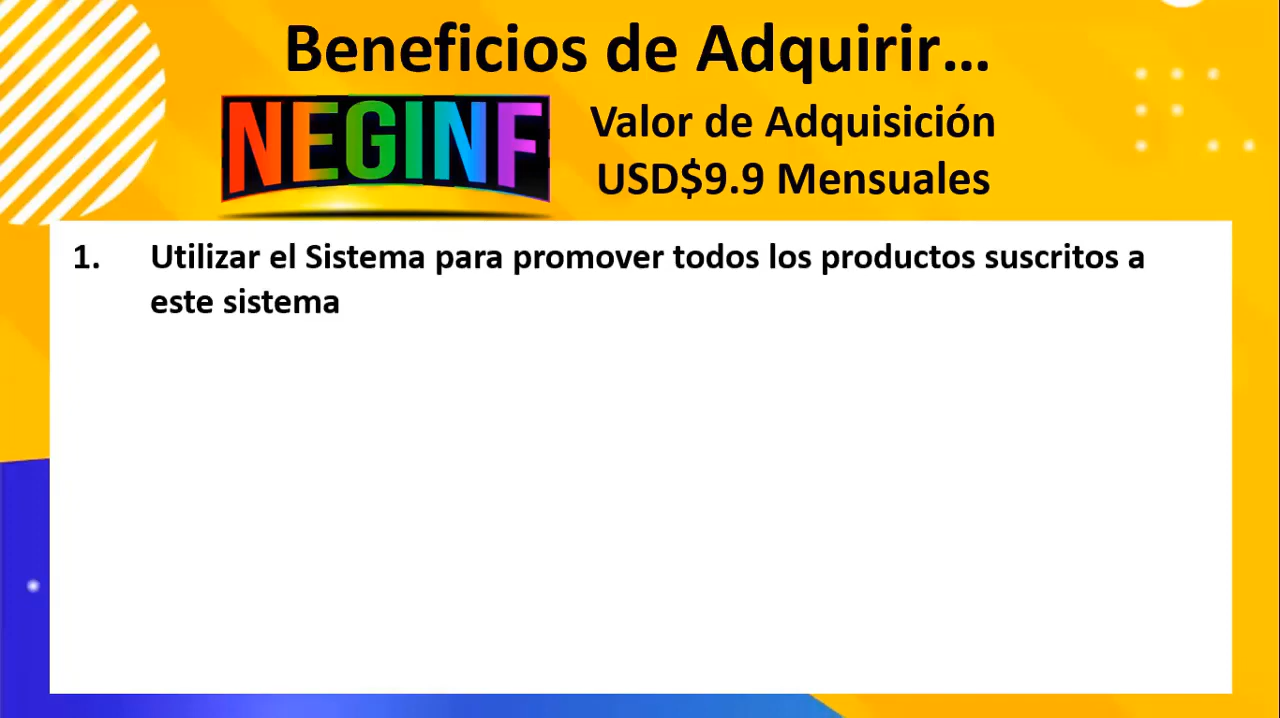 Beneficios de Adquirir...
NEGINF
Valor de Adquisición
USD$9.9 Mensuales
1. Utilizar el Sistema para promover todos los productos suscritos a
este sistema